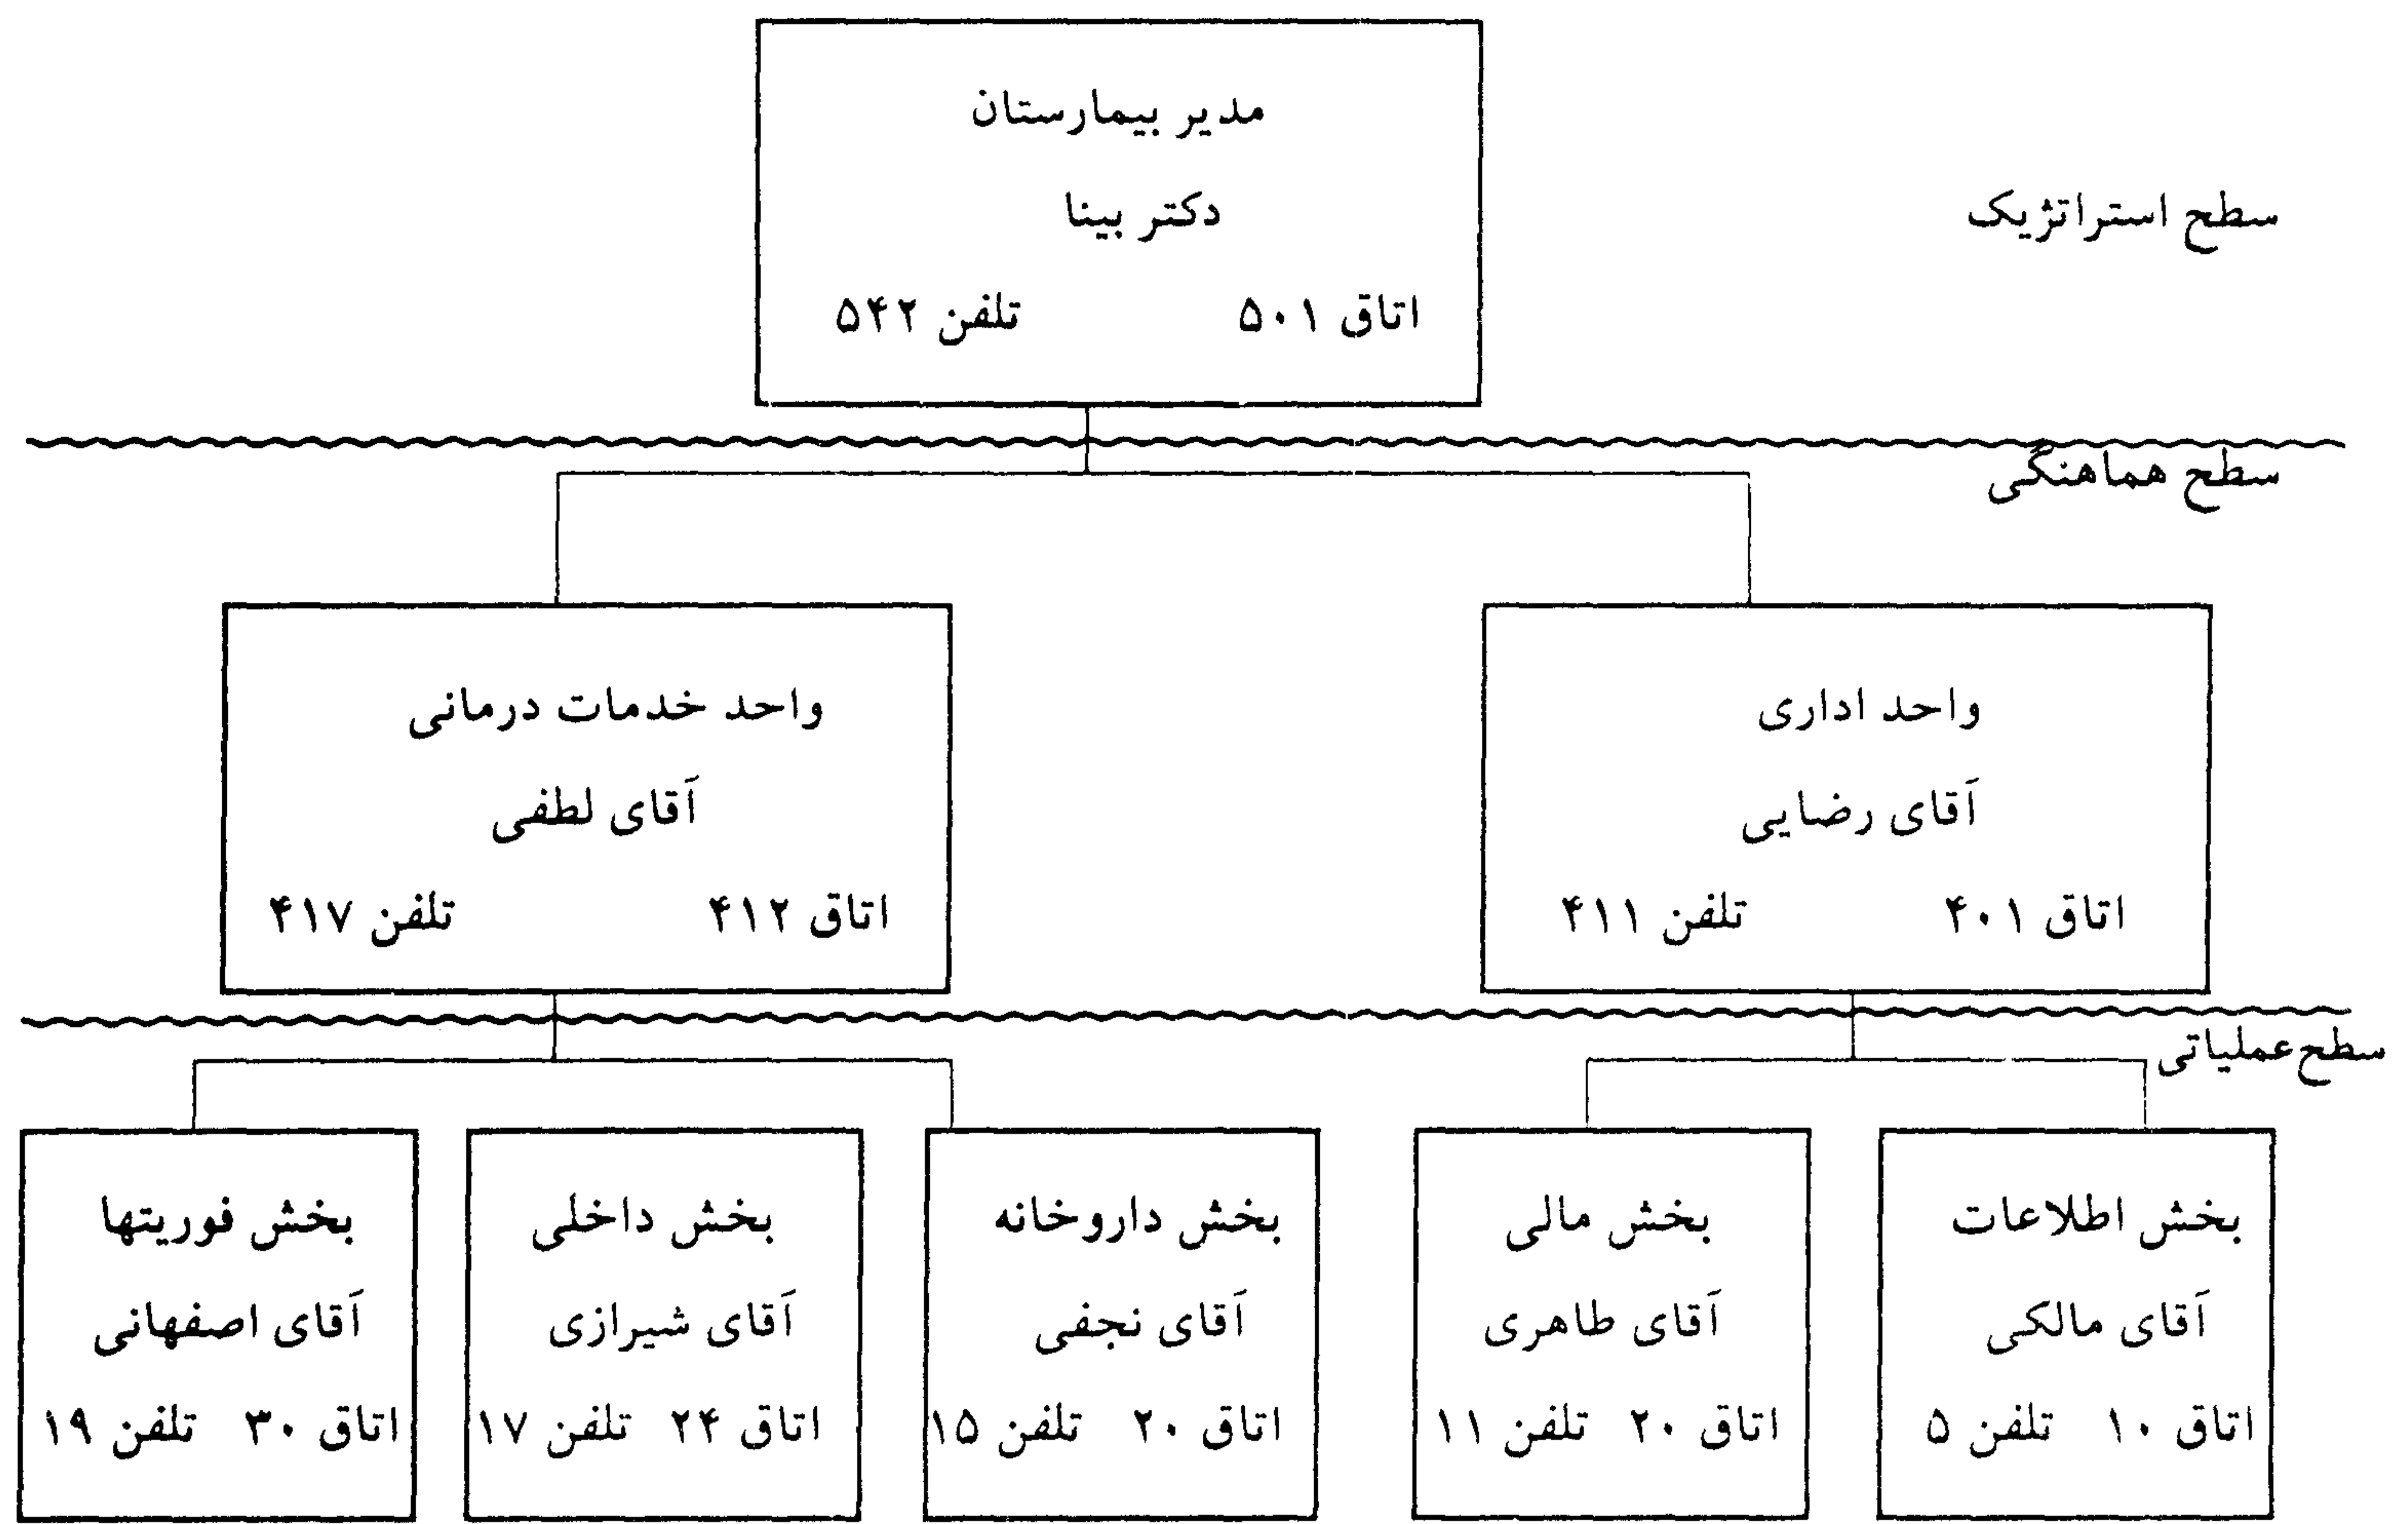 مدیر بیمارستان
دکتر بینا
سطح استراتژیک
اتاق ۵۰۱ تلفن ۵۴۲
سطح هماهنگی
واحد اداری
آقای رضایی
اتاق ۴۰۱ تلفن ۴۱۱
واحد خدمات درمانی
آقای لطفی
اتاق ۴۱۲ تلفن ۴۱۷
سطح عملیاتی
بخش اطلاعات
آقای مالکی
اتاق ۱۰ تلفن ۵
بخش مالی
آقای طاهری
اتاق ۲۰ تلفن ۱۱
بخش داروخانه
آقای نجفی
اتاق ۲۰ تلفن ۱۵
بخش داخلی
آقای شیرازی
اتاق ۲۴ تلفن ۱۷
بخش فوریتها
آقای اصفهانی
اتاق ۳۰ تلفن ۱۹